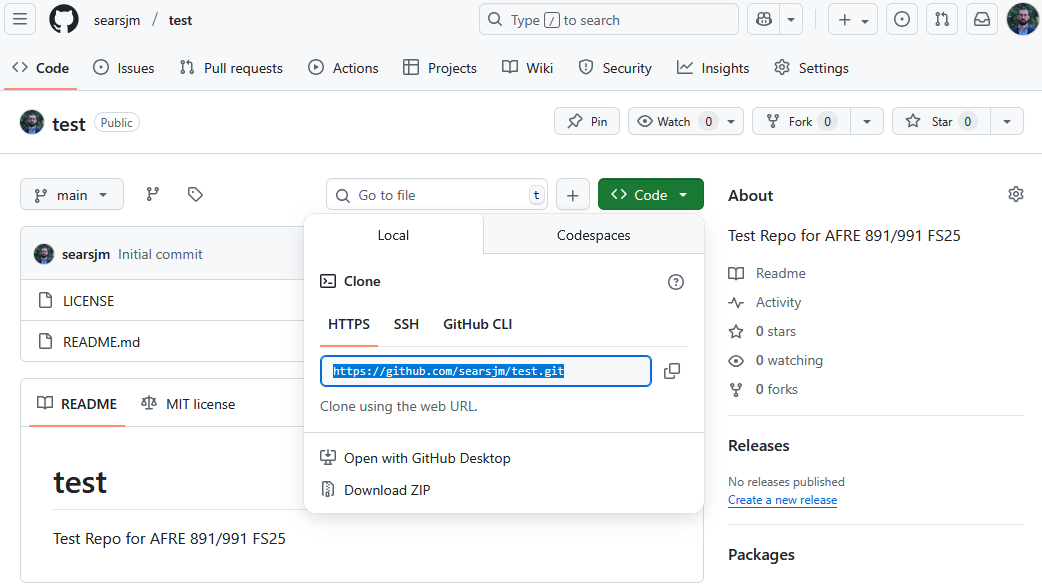 searsjm / test
Type / to search
Code Issues Pull requests Actions Projects Wiki Security Insights Settings
test Public
Pin Watch 0 Fork 0 Star 0
main
Go to file t
Code
searsjm Initial commit
LICENSE
README.md
README MIT license
test
Test Repo for AFRE 891/991 FS25
Local Codespaces
Clone
HTTPS SSH GitHub CLI
https://github.com/searsjm/test.git
Clone using the web URL.
Open with GitHub Desktop
Download ZIP
About
Test Repo for AFRE 891/991 FS25
Readme
Activity
0 stars
0 watching
0 forks
Releases
No releases published
Create a new release
Packages